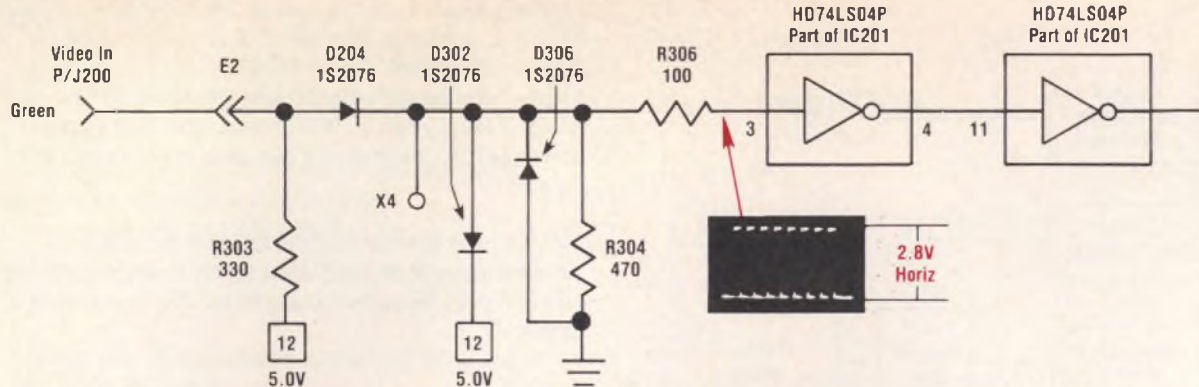 HD74LS04P
Part of IC201
HD74LS04P
Part of IC201
Video In
P/J200
E2
D204
1S2076
D302
1S2076
D306
1S2076
R306
100
Green
3
4
11
X4
R303
330
R304
470
2.8V
Horiz
12
5.0V
12
5.0V